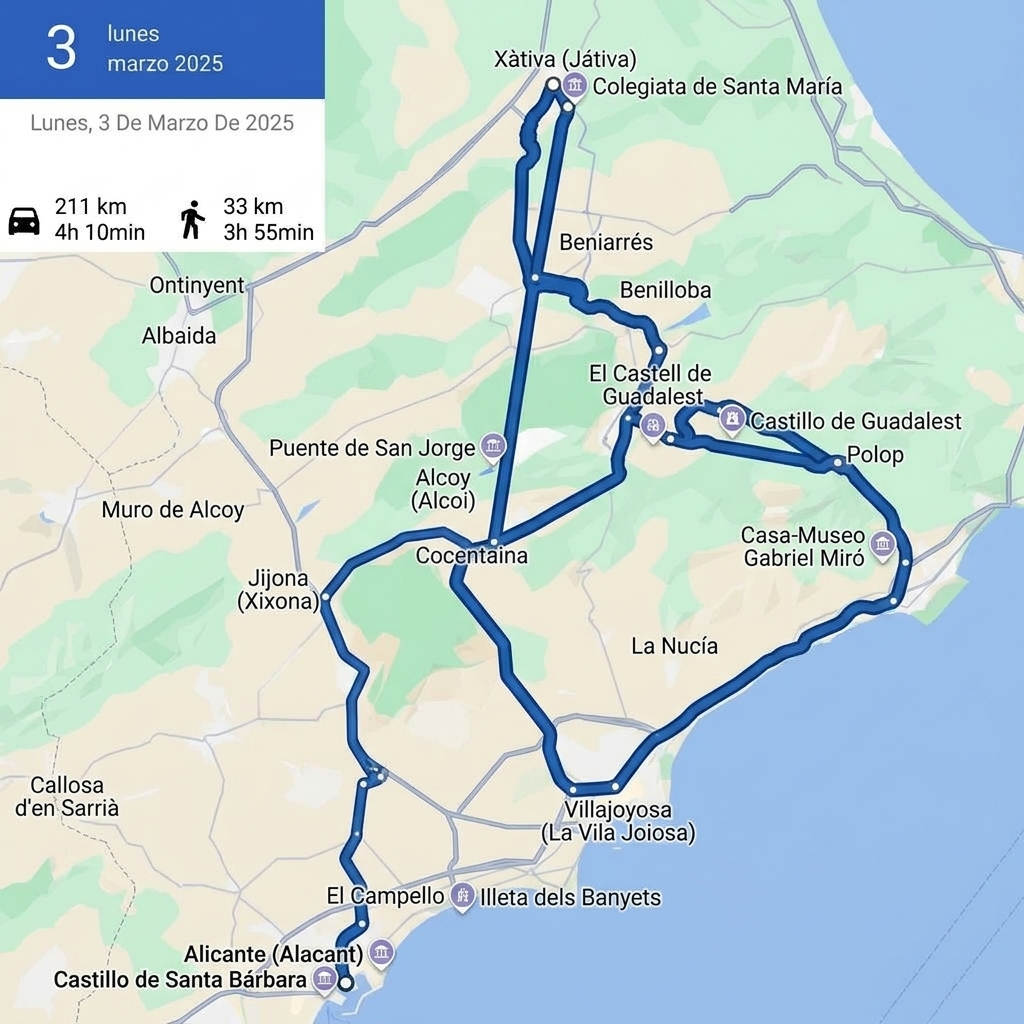 3
lunes
marzo 2025
Lunes, 3 De Marzo De 2025
211 km
4h 10min
33 km
3h 55min
Xàtiva (Játiva)
Colegiata de Santa María
Beniarrés
Ontinyent
Benilloba
Albaida
El Castell de
Guadalest
Castillo de Guadalest
Puente de San Jorge
Polop
Alcoy
(Alcoi)
Muro de Alcoy
Casa-Museo
Gabriel Miró
Cocentaina
Jijona
(Xixona)
La Nucía
Callosa
d'en Sarrià
Villajoyosa
(La Vila Joiosa)
El Campello
Illeta dels Banyets
Alicante (Alacant)
Castillo de Santa Bárbara